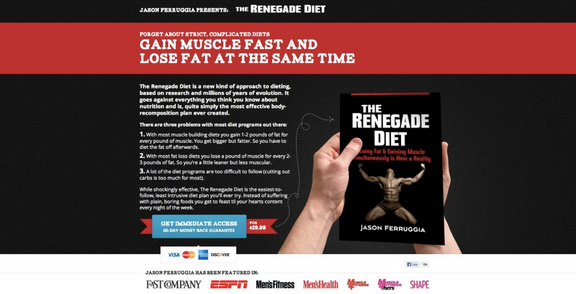 JASON FERRUGGIA PRESENTS: THE RENEGADE DIET
FORGET ABOUT STRICT, COMPLICATED DIETS
GAIN MUSCLE FAST AND
LOSE FAT AT THE SAME TIME
The Renegade Diet is a new kind of approach to dieting,
based on research and millions of years of evolution. It
goes against everything you think you know about
nutrition and is, quite simply the most effective body-
recomposition plan ever created.
There are three problems with most diet programs out there:
1. With most muscle building diets you gain 1-2 pounds of fat for
every pound of muscle. You get bigger but fatter. So you have to
diet the fat off afterwards.
2. With most fat loss diets you lose a pound of muscle for every 2-
3 pounds of fat. So you're a little leaner but less muscular.
3. A lot of the diet programs are too difficult to follow (cutting out
carbs is too much for most).
While shockingly effective, The Renegade Diet is the easiest-to-
follow, least intrusive diet plan you'll ever try. Instead of suffering
with plain, boring foods you get to feast til your hearts content
every night of the week.
GET IMMEDIATE ACCESS
60-DAY MONEY BACK GUARANTEE
FOR
$29.99
VISA MasterCard AMERICAN EXPRESS DISCOVER
THE
RENEGADE
DIET
Losing Fat & Gaining Muscle
Simultaneously is Now a Reality
JASON FERRUGGIA
Like
JASON FERRUGGIA HAS BEEN FEATURED IN:
FAST COMPANY ESPN Men'sFitness Men'sHealth SHAPE